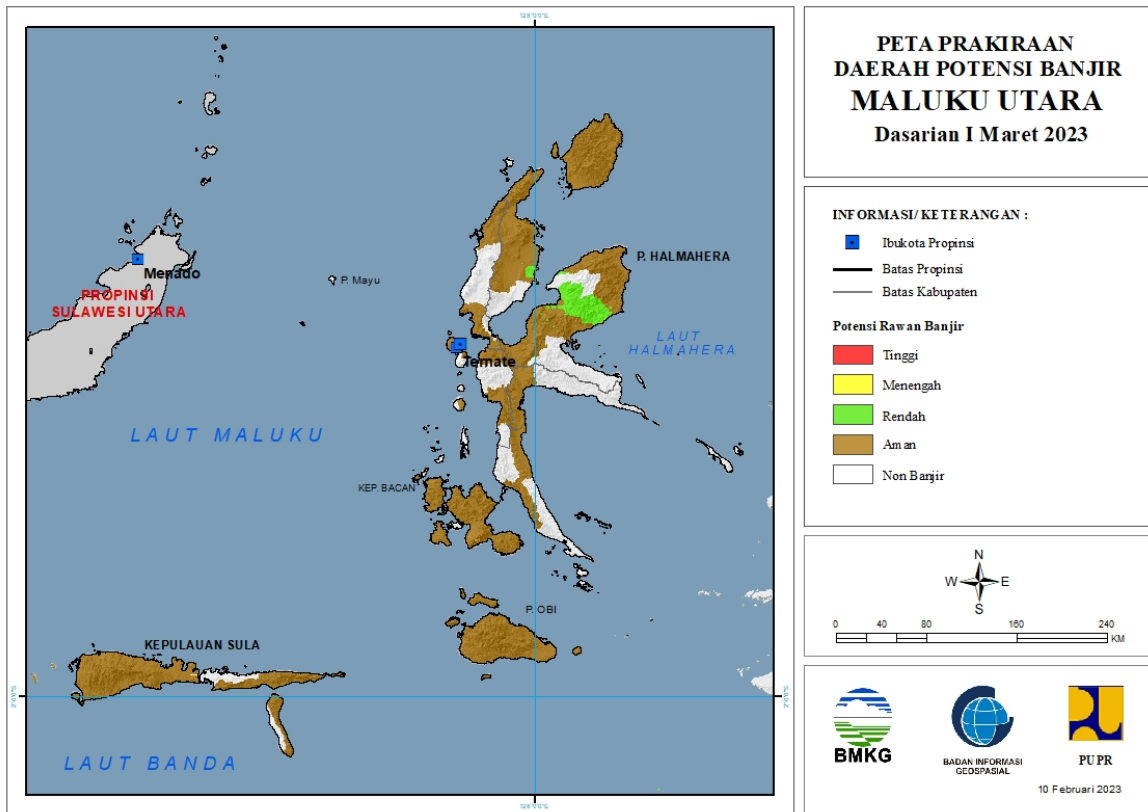 PETA PRAKIRAAN
DAERAH POTENSI BANJIR
MALUKU UTARA
Dasarian I Maret 2023
INFORMASI/ KETERANGAN :
Ibukota Propinsi
Batas Propinsi
Batas Kabupaten
Potensi Rawan Banjir
Tinggi
Menengah
Rendah
Aman
Non Banjir
N
W E
S
0 40 80 160 240
KM
BMKG
BADAN INFORMASI
GEOSPASIAL
PUPR
10 Februari 2023
128°0'0"E
P. HALMAHERA
Menado
P. Mayu
PROPINSI
SULAWESI UTARA
LAUT
HALMAHERA
Ternate
LAUT MALUKU
KEP. BACAN
P. OBI
KEPULAUAN SULA
LAUT BANDA